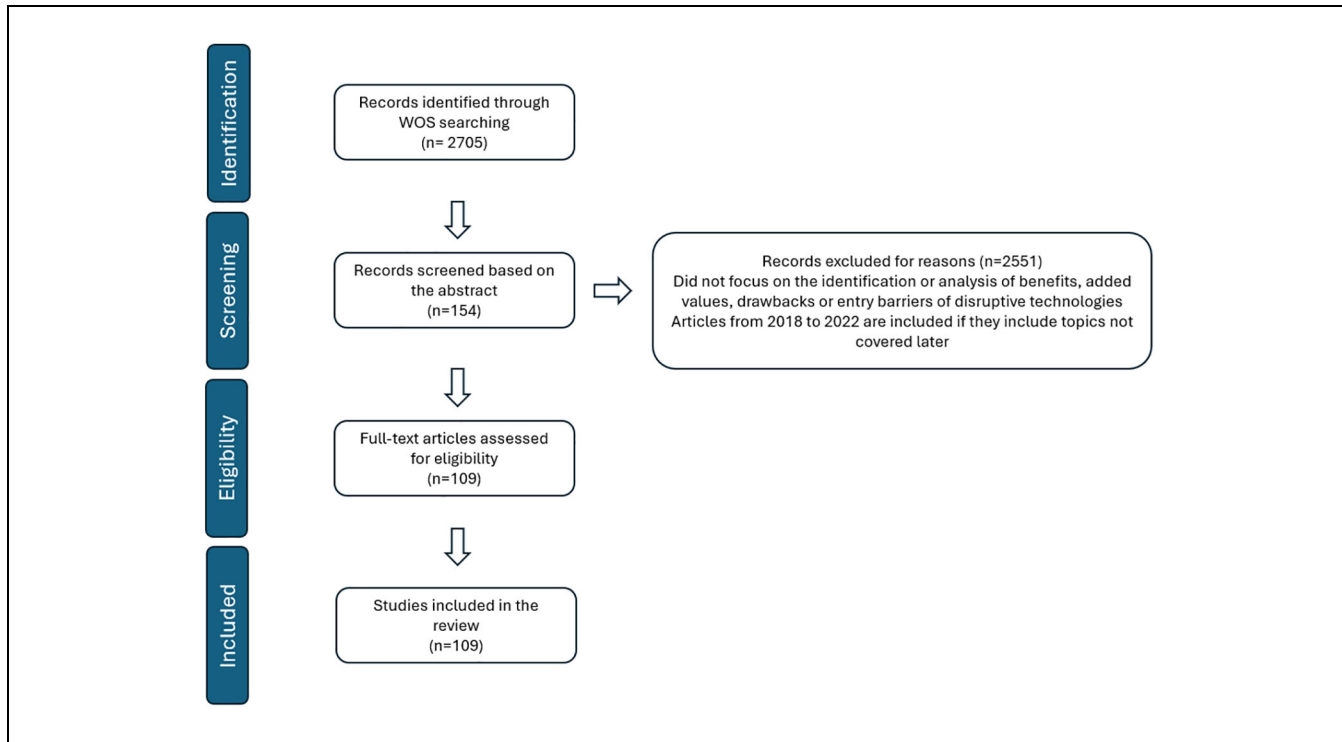 Identification
Records identified through
WOS searching
(n= 2705)
Screening
Records screened based on
the abstract
(n=154)
Records excluded for reasons (n=2551)
Did not focus on the identification or analysis of benefits, added
values, drawbacks or entry barriers of disruptive technologies
Articles from 2018 to 2022 are included if they include topics not
covered later
Eligibility
Full-text articles assessed
for eligibility
(n=109)
Included
Studies included in the
review
(n=109)